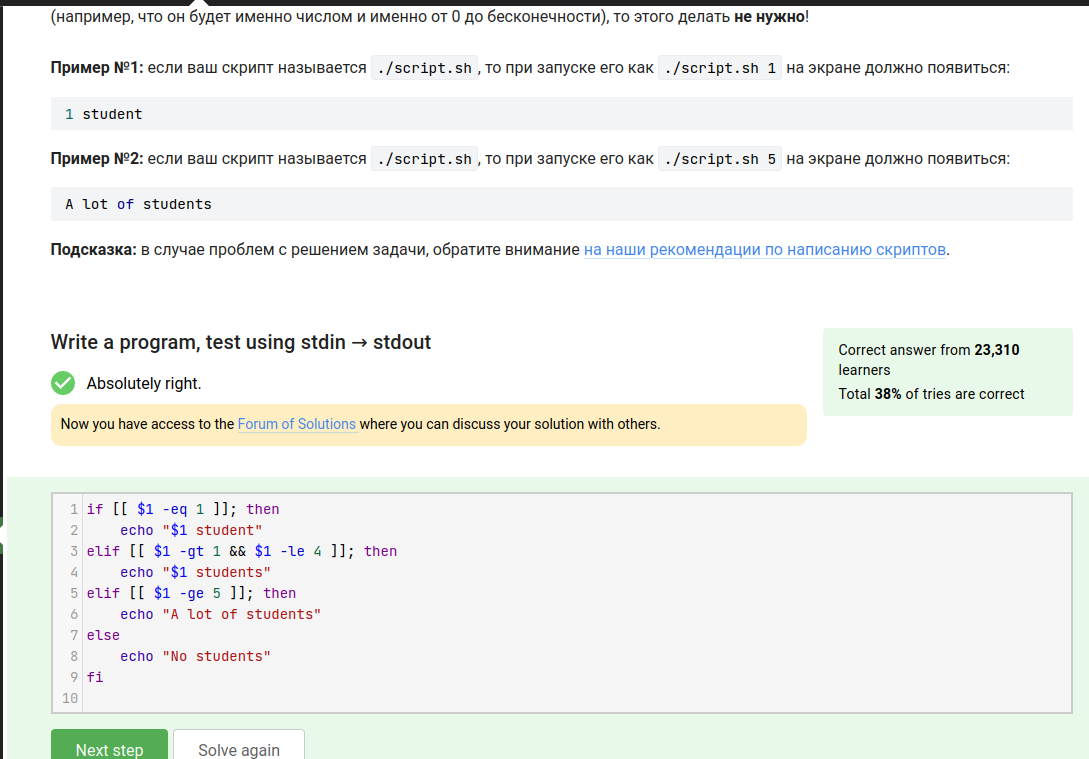 (например, что он будет именно числом и именно от 0 до бесконечности), то этого делать не нужно!
Пример №1: если ваш скрипт называется ./script.sh, то при запуске его как ./script.sh 1 на экране должно появиться:
1 student
Пример №2: если ваш скрипт называется ./script.sh, то при запуске его как ./script.sh 5 на экране должно появиться:
A lot of students
Подсказка: в случае проблем с решением задачи, обратите внимание на наши рекомендации по написанию скриптов.
Write a program, test using stdin → stdout
Absolutely right.
Now you have access to the Forum of Solutions where you can discuss your solution with others.
Correct answer from 23,310
learners
Total 38% of tries are correct
1 if [[ $1 -eq 1 ]]; then
2     echo "$1 student"
3 elif [[ $1 -gt 1 && $1 -le 4 ]]; then
4     echo "$1 students"
5 elif [[ $1 -ge 5 ]]; then
6     echo "A lot of students"
7 else
8     echo "No students"
9 fi
10
Next step
Solve again